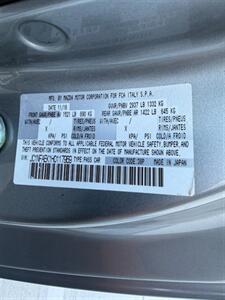 MFD BY MAZDA MOTOR CORPORATION FOR FCA ITALY S.P.A.
DATE 11/16 GVWR/PNBV 2937 LB 1332 KG
FRONT GAWR/PNBE AV 1521 LB 690 KG REAR GAWR/PNBE AR 1422 LB 645 KG
TIRES/PNEUS TIRES/PNEUS
RIMS/JANTES RIMS/JANTES
KPA/ PSI/ COLD/A FROID KPA/ PSI/ COLD/A FROID
THIS VEHICLE CONFORMS TO ALL APPLICABLE U.S. FEDERAL MOTOR
VEHICLE SAFETY, BUMPER, AND THEFT PREVENTION STANDARDS IN
EFFECT ON THE DATE OF MANUFACTURE SHOWN ABOVE.
VIN: TYPE PASS CAR COLOR/CODE: MADE IN JAPAN